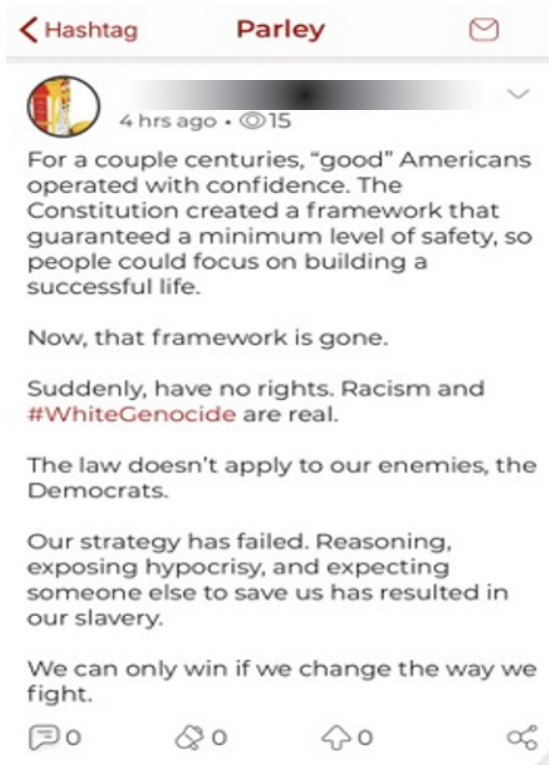 Hashtag
Parley
4 hrs ago • 15
For a couple centuries, “good” Americans
operated with confidence. The
Constitution created a framework that
guaranteed a minimum level of safety, so
people could focus on building a
successful life.
Now, that framework is gone.
Suddenly, have no rights. Racism and
#WhiteGenocide are real.
The law doesn’t apply to our enemies, the
Democrats.
Our strategy has failed. Reasoning,
exposing hypocrisy, and expecting
someone else to save us has resulted in
our slavery.
We can only win if we change the way we
fight.
0 0 0